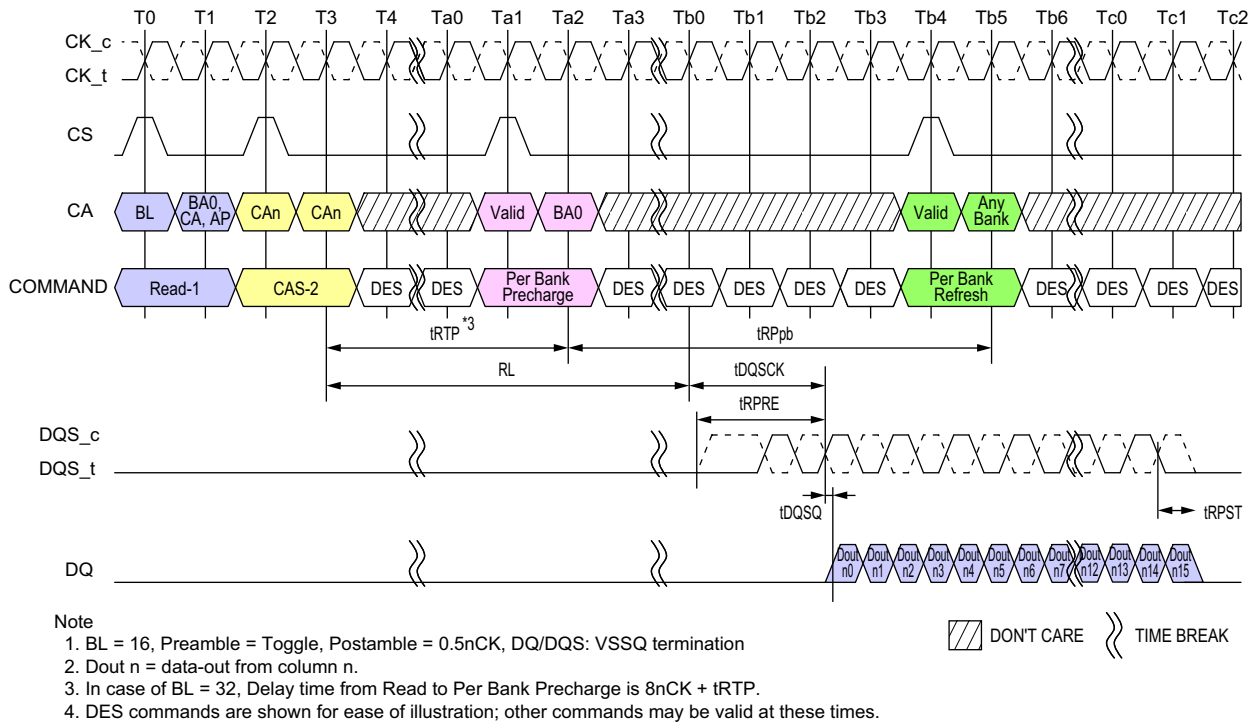 T0 T1 T2 T3 T4 Ta0 Ta1 Ta2 Ta3 Tb0 Tb1 Tb2 Tb3 Tb4 Tb5 Tb6 Tc0 Tc1 Tc2
CK_c
CK_t
CS
CA BL BA0, CA, AP CAn CAn Valid BA0 Valid Any Bank
COMMAND Read-1 CAS-2 DES DES Per Bank Precharge DES DES DES DES DES Per Bank Refresh DES DES DES DES
tRTP *3 tRPpb
RL tDQSCK
tRPRE
DQS_c
DQS_t
tDQSQ tRPST
DQ Dout n0 Dout n1 Dout n2 Dout n3 Dout n4 Dout n5 Dout n6 Dout n7 Dout n12 Dout n13 Dout n14 Dout n15
Note
1. BL = 16, Preamble = Toggle, Postamble = 0.5nCK, DQ/DQS: VSSQ termination
2. Dout n = data-out from column n.
3. In case of BL = 32, Delay time from Read to Per Bank Precharge is 8nCK + tRTP.
4. DES commands are shown for ease of illustration; other commands may be valid at these times.
DON'T CARE TIME BREAK